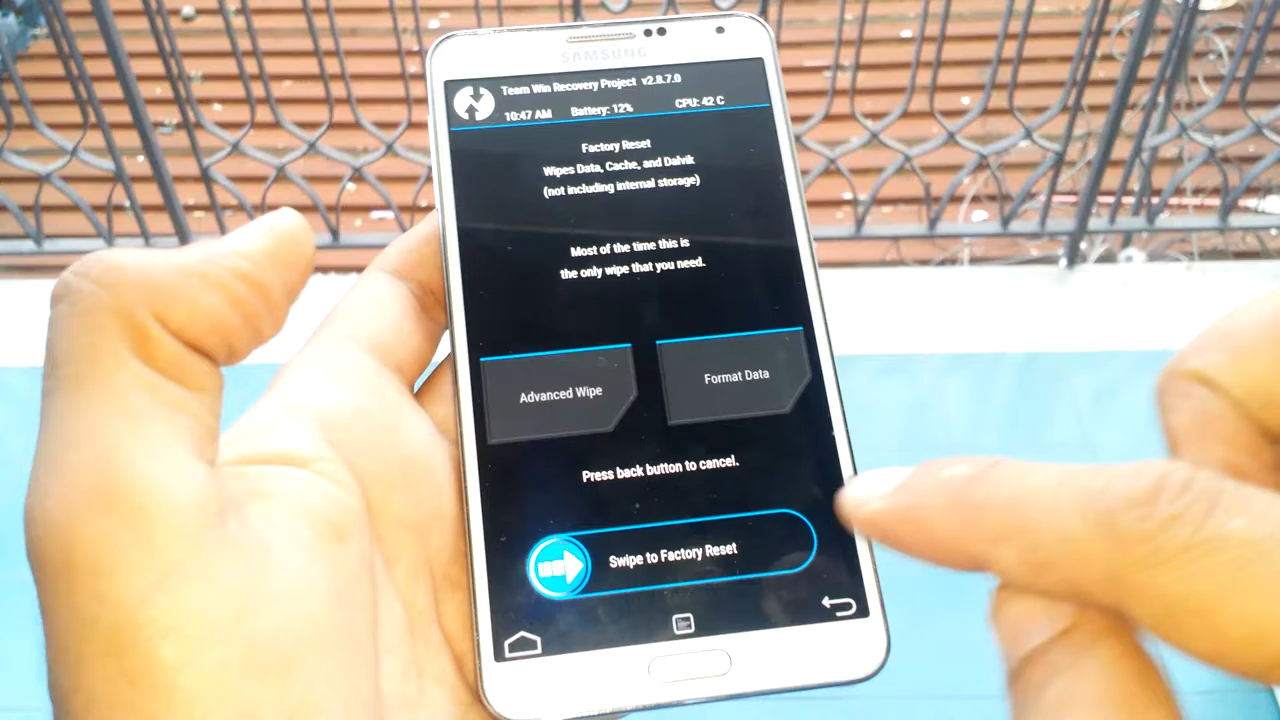 SAMSUNG
Team Win Recovery Project v2.8.7.0
10:47 AM Battery: 12% CPU: 42 C
Factory Reset
Wipes Data, Cache, and Dalvik
(not including internal storage)
Most of the time this is
the only wipe that you need.
Advanced Wipe
Format Data
Press back button to cancel.
Swipe to Factory Reset